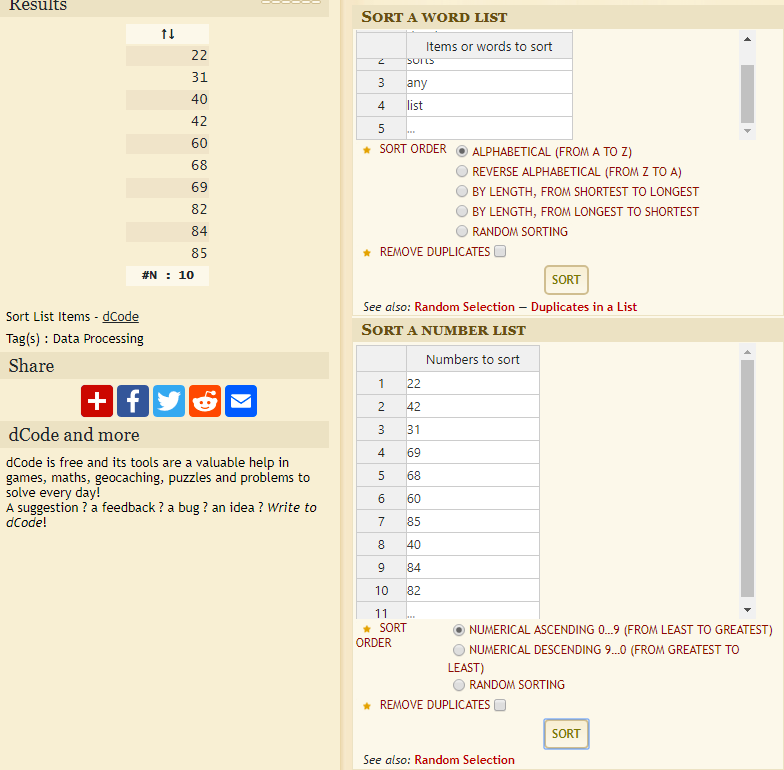 Results
↑↓
22
31
40
42
60
68
69
82
84
85
#N : 10
Sort List Items - dCode
Tag(s) : Data Processing
Share
dCode and more
dCode is free and its tools are a valuable help in
games, maths, geocaching, puzzles and problems to
solve every day!
A suggestion ? a feedback ? a bug ? an idea ? Write to
dCode!
SORT A WORD LIST
Items or words to sort
2 sorts
3 any
4 list
5 ...
★ SORT ORDER
ALPHABETICAL (FROM A TO Z)
REVERSE ALPHABETICAL (FROM Z TO A)
BY LENGTH, FROM SHORTEST TO LONGEST
BY LENGTH, FROM LONGEST TO SHORTEST
RANDOM SORTING
★ REMOVE DUPLICATES
SORT
See also: Random Selection — Duplicates in a List
SORT A NUMBER LIST
Numbers to sort
1 22
2 42
3 31
4 69
5 68
6 60
7 85
8 40
9 84
10 82
11 ...
★ SORT
ORDER
NUMERICAL ASCENDING 0...9 (FROM LEAST TO GREATEST)
NUMERICAL DESCENDING 9...0 (FROM GREATEST TO
LEAST)
RANDOM SORTING
★ REMOVE DUPLICATES
SORT
See also: Random Selection